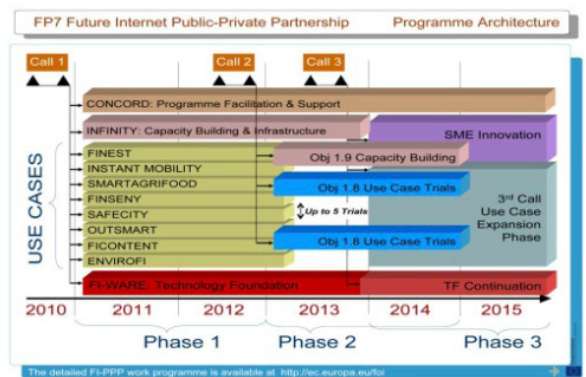 FP7 Future Internet Public-Private Partnership Programme Architecture
Call 1 Call 2 Call 3
CONCORD: Programme Facilitation & Support
INFINITY: Capacity Building & Infrastructure
SME Innovation
USE CASES
FINEST
INSTANT MOBILITY
SMARTAGRIFOOD
FINSENY
SAFECITY
OUTSMART
FICONTENT
ENVIROFI
Obj 1.9 Capacity Building
Obj 1.8 Use Case Trials
Up to 5 Trials
Obj 1.8 Use Case Trials
3rd Call
Use Case
Expansion
Phase
FI-WARE: Technology Foundation TF Continuation
2010 2011 2012 2013 2014 2015
Phase 1 Phase 2 Phase 3
The detailed FI-PPP work programme is available at http://ec.europa.eu/foi